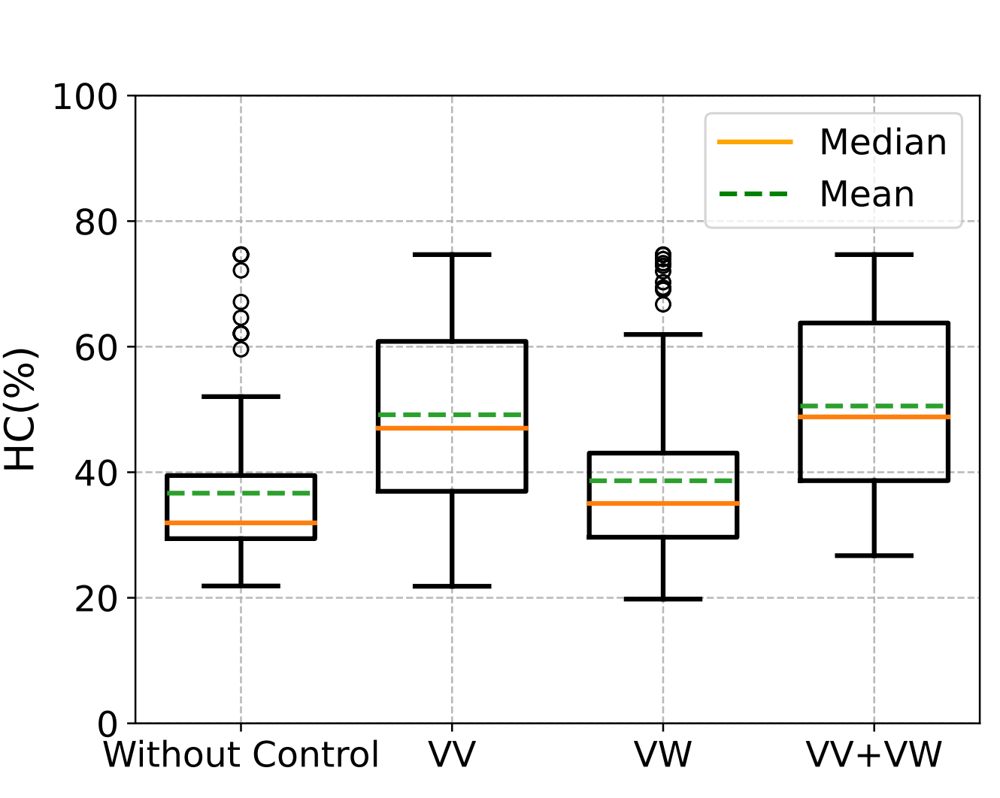 100
80
60
40
20
0
HC(%)
Median
Mean
Without Control
VV
VW
VV+VW